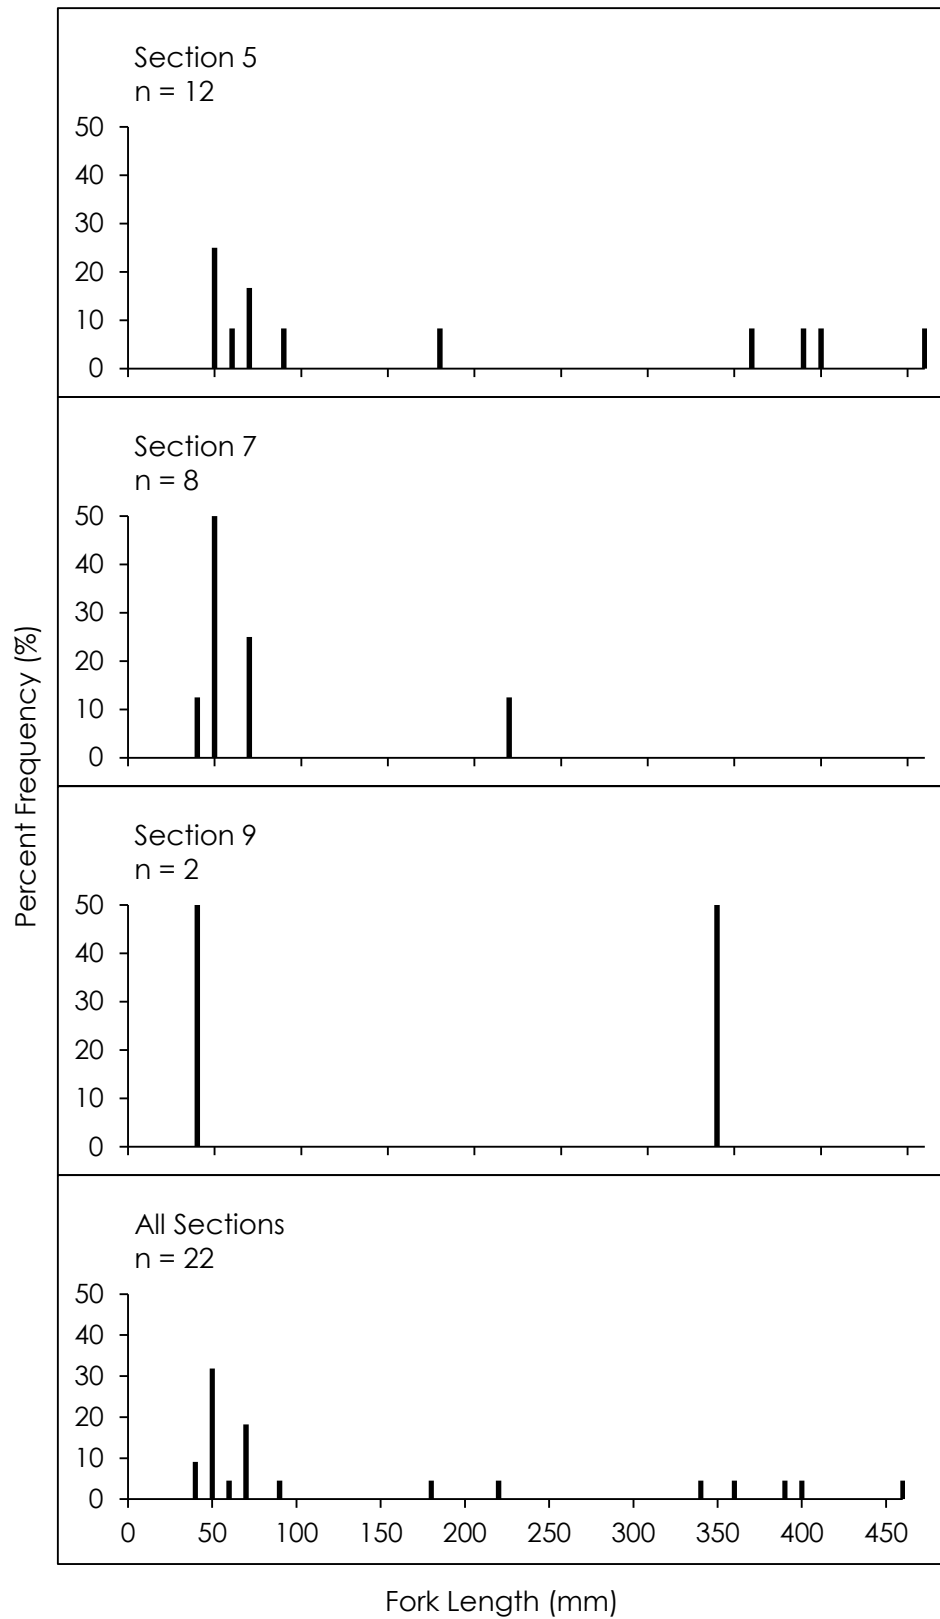 Section 5
n = 12
50
40
30
20
10
0
Section 7
n = 8
50
40
30
20
10
0
Percent Frequency (%)
Section 9
n = 2
50
40
30
20
10
0
All Sections
n = 22
50
40
30
20
10
0
0 50 100 150 200 250 300 350 400 450
Fork Length (mm)